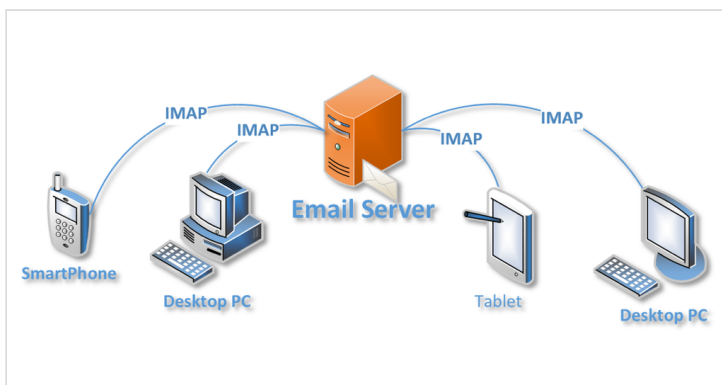 IMAP
IMAP
IMAP
IMAP
Email Server
SmartPhone
Desktop PC
Tablet
Desktop PC